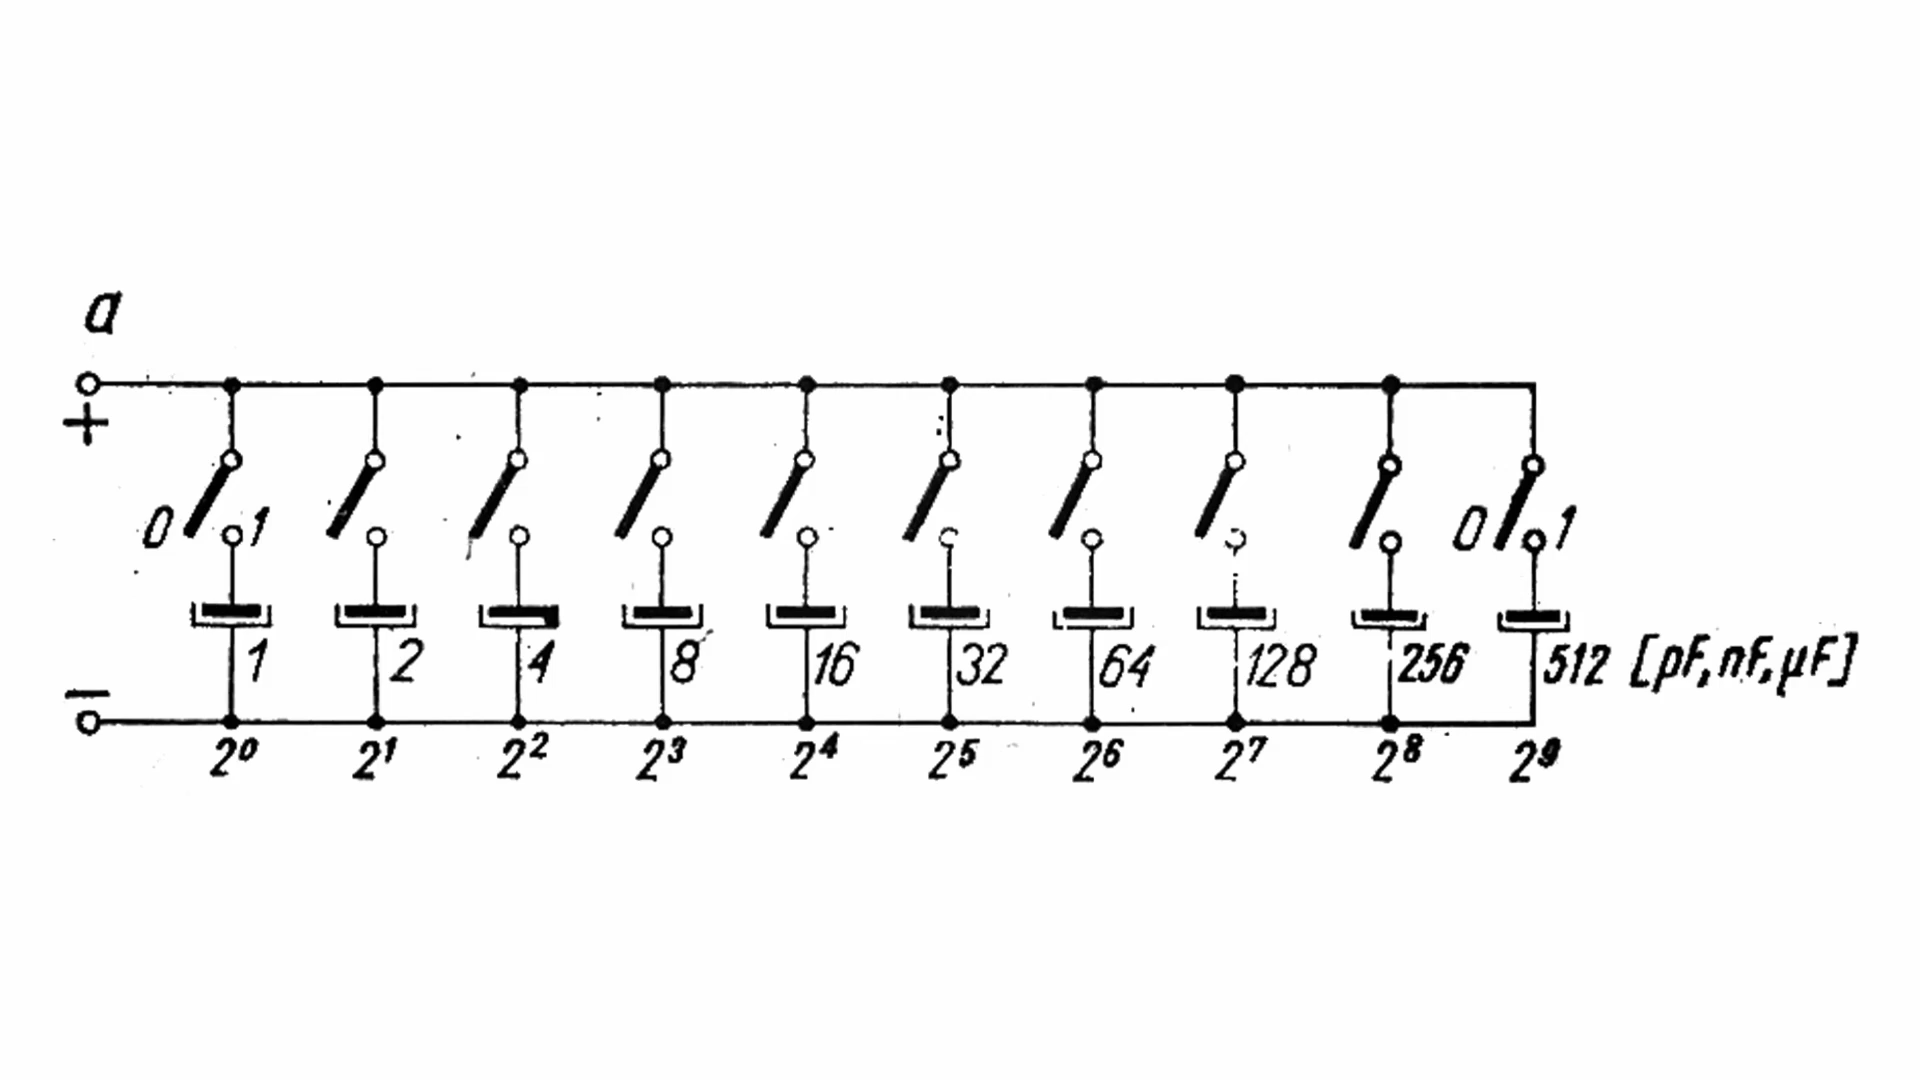 a
+
0 1 0 1
1 2 4 8 16 32 64 128 256 512 [pF, nF, µF]
−
2⁰ 2¹ 2² 2³ 2⁴ 2⁵ 2⁶ 2⁷ 2⁸ 2⁹